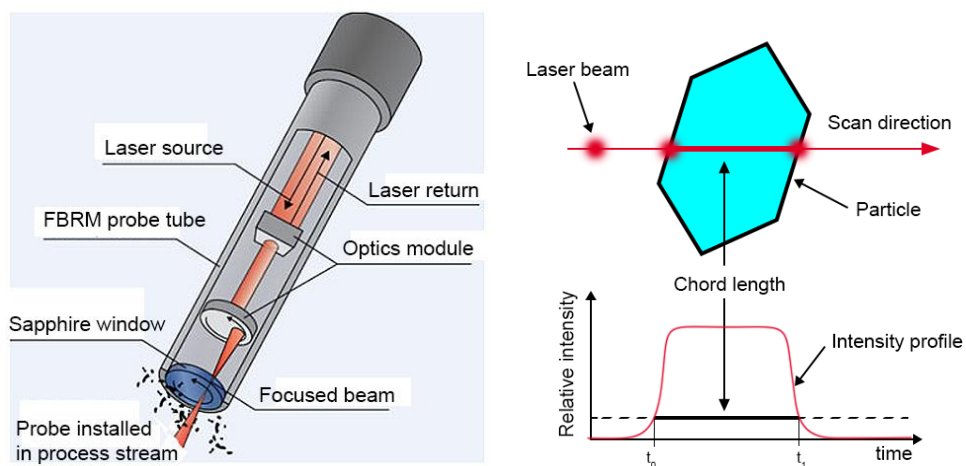 Laser source
Laser return
FBRM probe tube
Optics module
Sapphire window
Focused beam
Probe installed
in process stream
Laser beam
Scan direction
Particle
Chord length
Relative intensity
Intensity profile
t₀
t₁
time